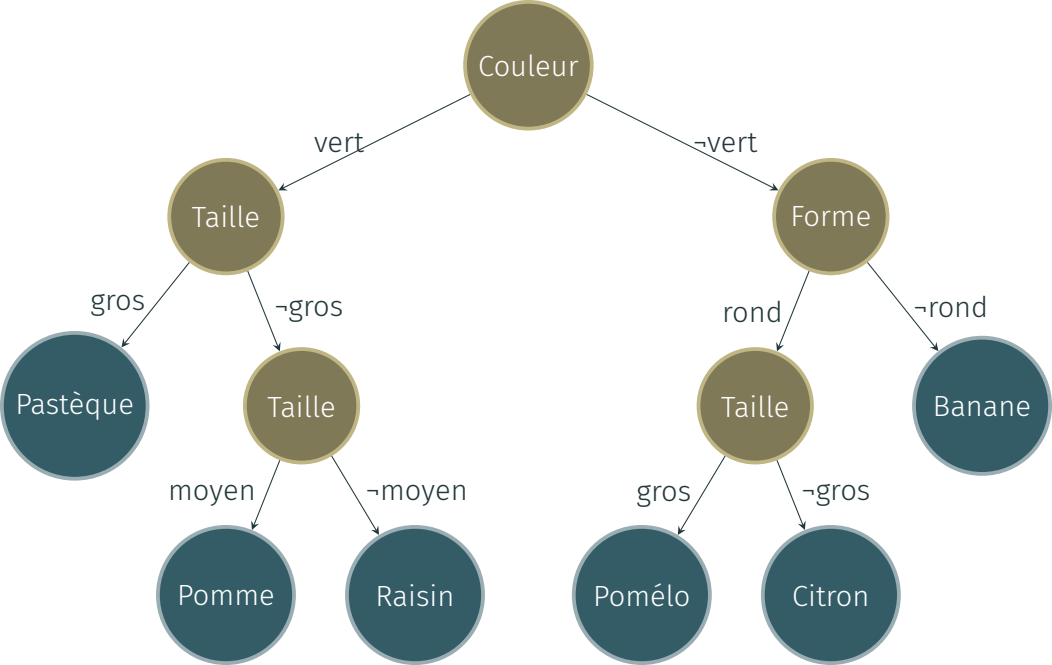 Couleur
vert
¬vert
Taille
Forme
gros
¬gros
rond
¬rond
Pastèque
Taille
Taille
Banane
moyen
¬moyen
gros
¬gros
Pomme
Raisin
Pomélo
Citron